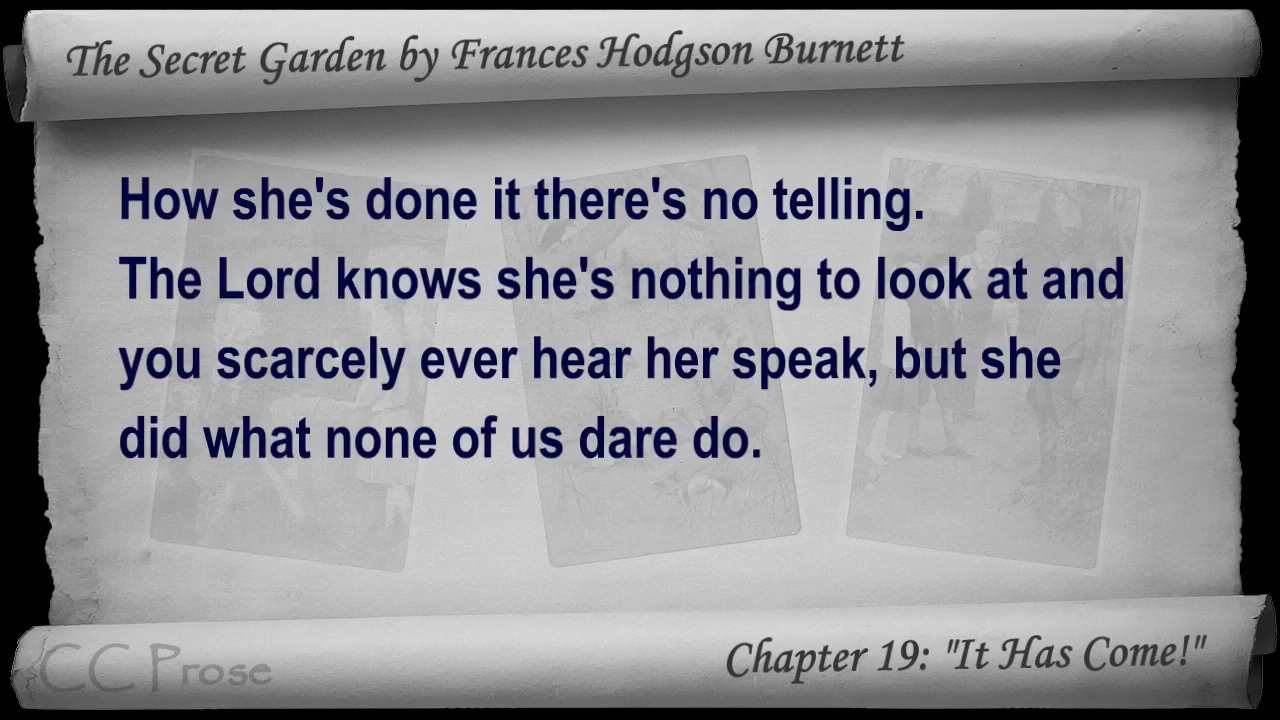 The Secret Garden by Frances Hodgson Burnett
How she's done it there's no telling.
The Lord knows she's nothing to look at and
you scarcely ever hear her speak, but she
did what none of us dare do.
CC Prose
Chapter 19: "It Has Come!"